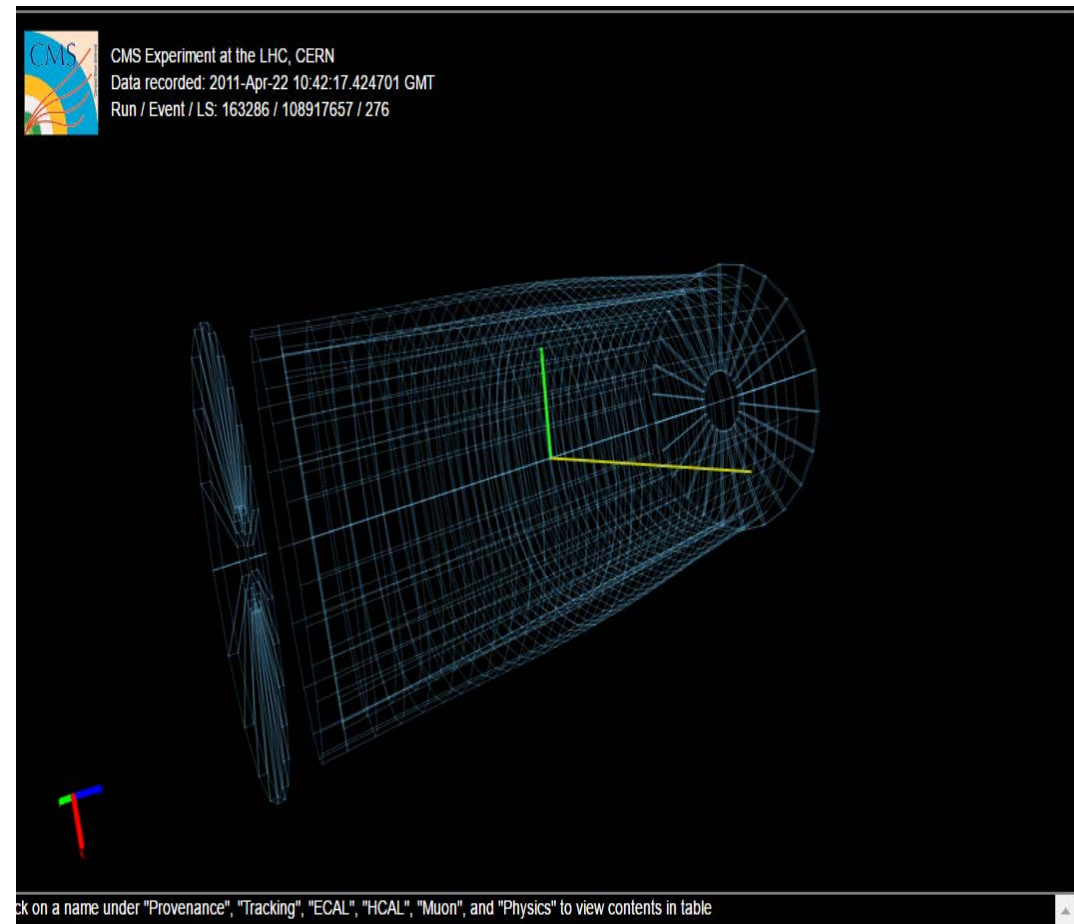 CMS
CMS Experiment at the LHC, CERN
Data recorded: 2011-Apr-22 10:42:17.424701 GMT
Run / Event / LS: 163286 / 108917657 / 276
ck on a name under "Provenance", "Tracking", "ECAL", "HCAL", "Muon", and "Physics" to view contents in table